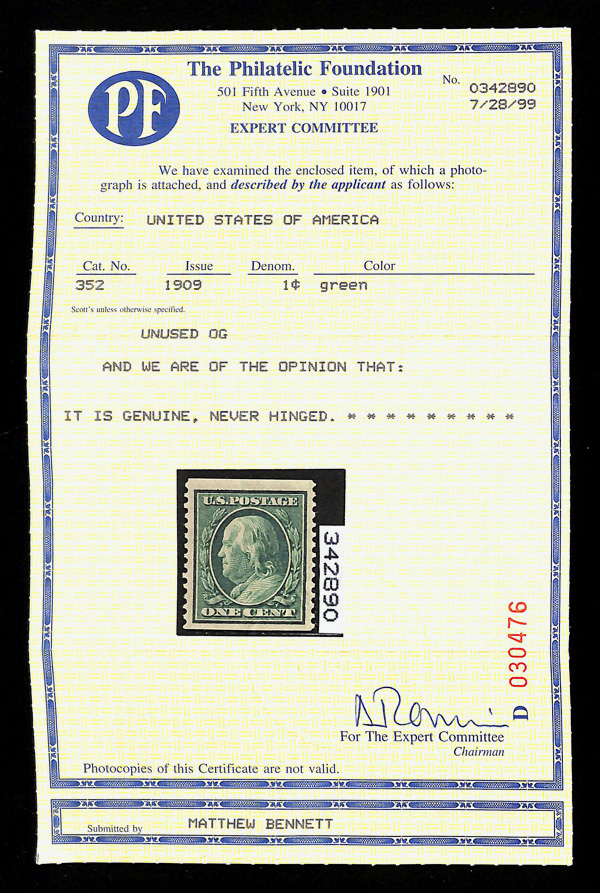 PF
The Philatelic Foundation
501 Fifth Avenue • Suite 1901
New York, NY 10017
EXPERT COMMITTEE
No. 0342890
7/28/99
We have examined the enclosed item, of which a photo-
graph is attached, and described by the applicant as follows:
Country: UNITED STATES OF AMERICA
Cat. No. Issue Denom. Color
352 1909 1¢ green
Scott's unless otherwise specified.
UNUSED OG
AND WE ARE OF THE OPINION THAT:
IT IS GENUINE, NEVER HINGED. * * * * * * * * *
U.S. POSTAGE
ONE CENT
342890
D 030476
For The Expert Committee
Chairman
Photocopies of this Certificate are not valid.
Submitted by MATTHEW BENNETT